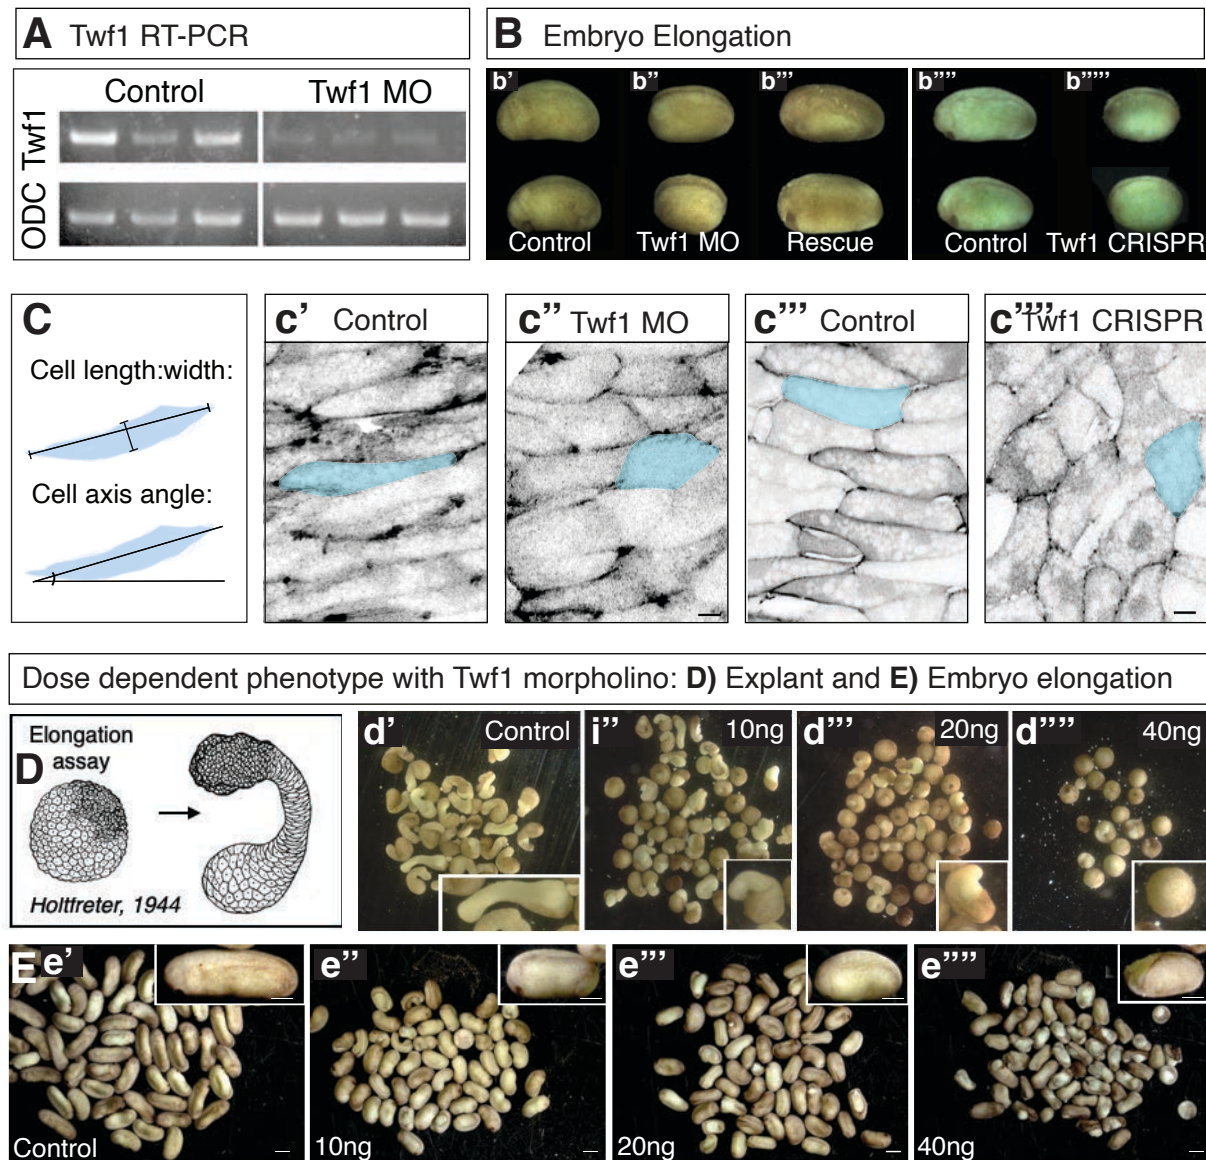 A Twf1 RT-PCR
Control Twf1 MO
Twf1
ODC
B Embryo Elongation
b' b'' b''' b'''' b'''''
Control Twf1 MO Rescue Control Twf1 CRISPR
C
Cell length:width:
Cell axis angle:
c' Control
c'' Twf1 MO
c''' Control
c'''' Twf1 CRISPR
Dose dependent phenotype with Twf1 morpholino: D) Explant and E) Embryo elongation
D
Elongation
assay
Holtfreter, 1944
d' Control
i'' 10ng
d''' 20ng
d'''' 40ng
E e' e'' e''' e''''
Control 10ng 20ng 40ng